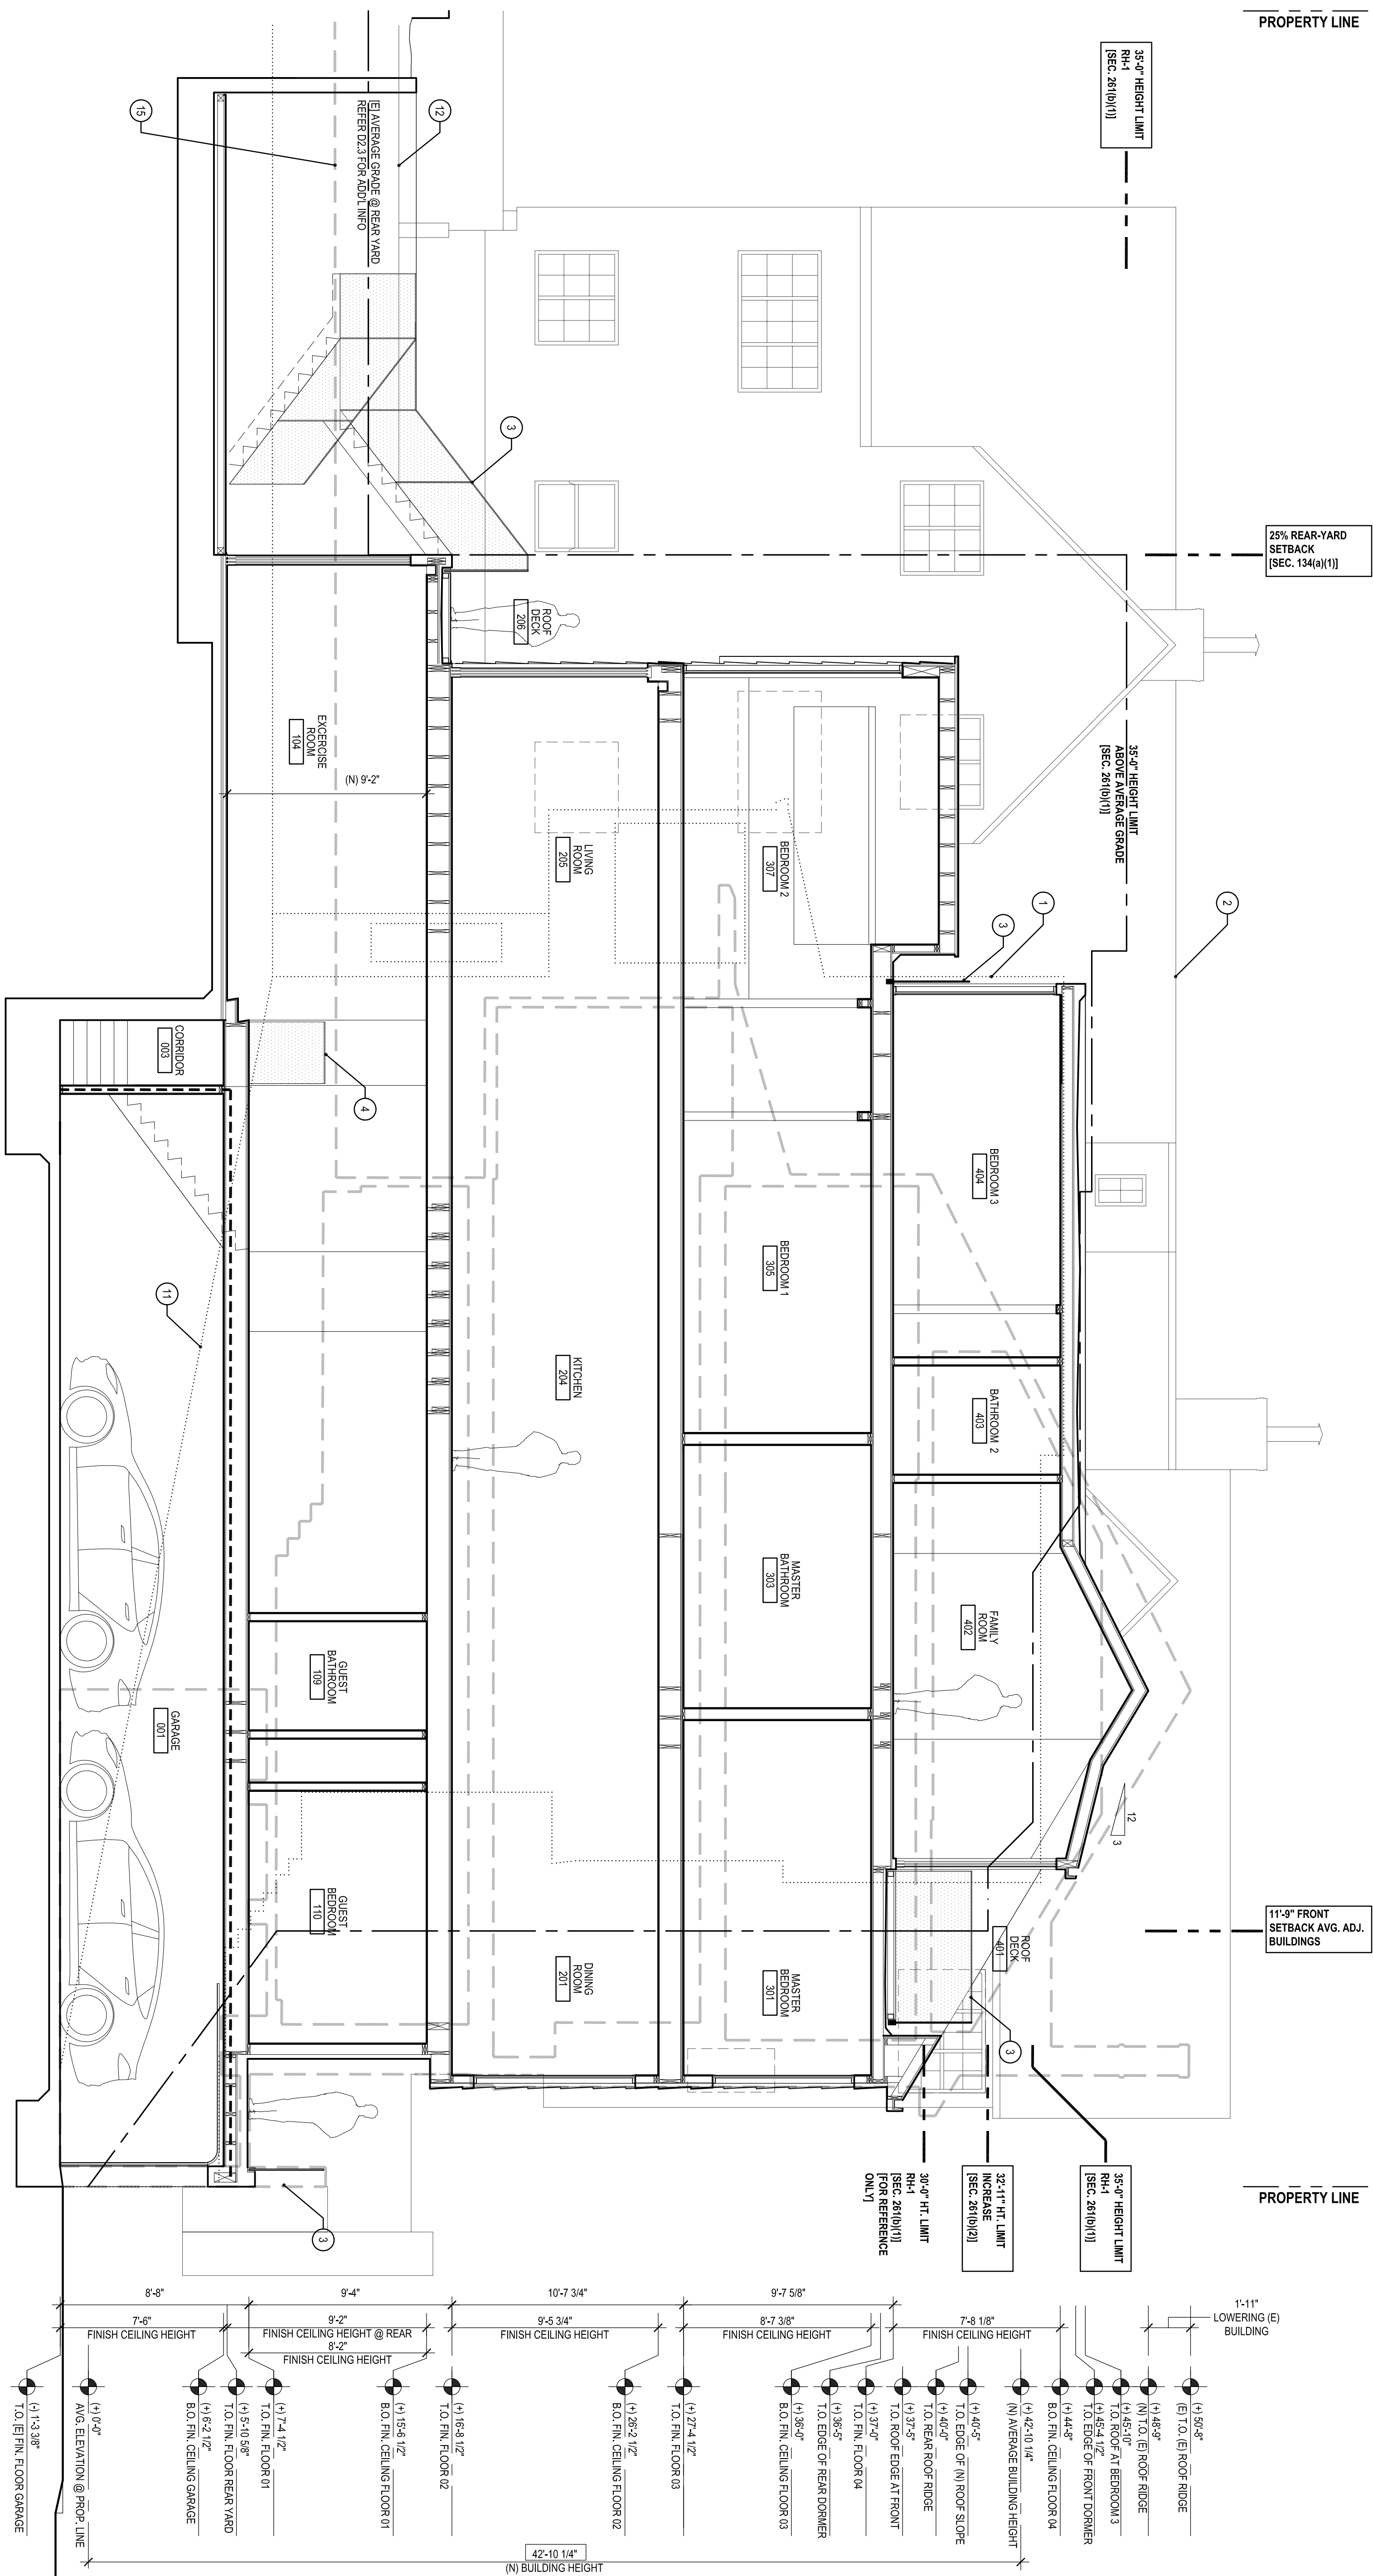 PROPERTY LINE
35'-0" HEIGHT LIMIT
RH-1
[SEC. 261(b)(1)]
15
12
[E] AVERAGE GRADE @ REAR YARD
REFER D2.3 FOR ADD'L INFO
3
25% REAR-YARD
SETBACK
[SEC. 134(a)(1)]
ROOF
DECK
206
EXCERCISE
ROOM
104
(N) 9'-2"
35'-0" HEIGHT LIMIT
ABOVE AVERAGE GRADE
[SEC. 261(b)(1)]
LIVING
ROOM
205
BEDROOM 2
307
3
1
2
CORRIDOR
003
4
BEDROOM 3
404
BEDROOM 1
305
11
KITCHEN
204
BATHROOM 2
403
MASTER
BATHROOM
303
FAMILY
ROOM
402
GUEST
BATHROOM
109
GARAGE
001
12
3
GUEST
BEDROOM
110
DINING
ROOM
201
MASTER
BEDROOM
301
ROOF
DECK
401
11'-9" FRONT
SETBACK AVG. ADJ.
BUILDINGS
3
3
30'-0" HT. LIMIT
RH-1
[SEC. 261(b)(1)]
[FOR REFERENCE
ONLY]
32'-11" HT. LIMIT
INCREASE
[SEC. 261(b)(2)]
35'-0" HEIGHT LIMIT
RH-1
[SEC. 261(b)(1)]
PROPERTY LINE
8'-8"
9'-4"
10'-7 3/4"
9'-7 5/8"
1'-11"
LOWERING (E)
BUILDING
7'-6"
FINISH CEILING HEIGHT
9'-2"
FINISH CEILING HEIGHT @ REAR
8'-2"
FINISH CEILING HEIGHT
9'-5 3/4"
FINISH CEILING HEIGHT
8'-7 3/8"
FINISH CEILING HEIGHT
7'-8 1/8"
FINISH CEILING HEIGHT
(+) 50'-8"
(E) T.O. (E) ROOF RIDGE
(+) 48'-9"
(N) T.O. (E) ROOF RIDGE
(+) 45'-10"
T.O. ROOF AT BEDROOM 3
(+) 45'-4 1/2"
T.O. EDGE OF FRONT DORMER
(+) 44'-8"
B.O. FIN. CEILING FLOOR 04
(+) 42'-10 1/4"
(N) AVERAGE BUILDING HEIGHT
(+) 40'-5"
T.O. EDGE OF (N) ROOF SLOPE
(+) 40'-0"
T.O. REAR ROOF RIDGE
(+) 37'-5"
T.O. ROOF EDGE AT FRONT
(+) 37'-0"
T.O. FIN. FLOOR 04
(+) 36'-5"
T.O. EDGE OF REAR DORMER
(+) 36'-0"
B.O. FIN. CEILING FLOOR 03
(+) 27'-4 1/2"
T.O. FIN. FLOOR 03
(+) 26'-2 1/2"
B.O. FIN. CEILING FLOOR 02
(+) 16'-8 1/2"
T.O. FIN. FLOOR 02
(+) 15'-6 1/2"
B.O. FIN. CEILING FLOOR 01
(+) 7'-4 1/2"
T.O. FIN. FLOOR 01
(+) 5'-10 5/8"
T.O. FIN. FLOOR REAR YARD
(+) 6'-2 1/2"
B.O. FIN. CEILING GARAGE
(+) 0'-0"
AVG. ELEVATION @ PROP. LINE
(-) 1'-3 3/8"
T.O. [E] FIN. FLOOR GARAGE
42'-10 1/4"
(N) BUILDING HEIGHT